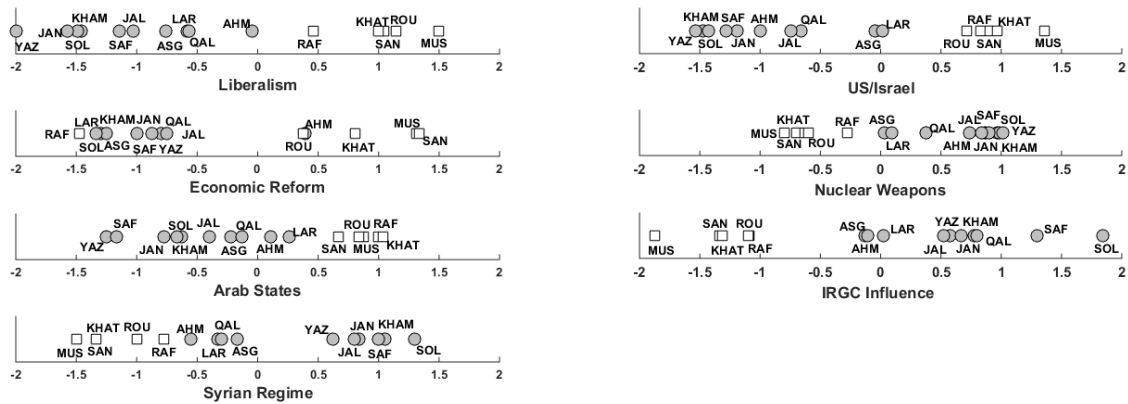 KHAM JAL LAR AHM KHAT ROU
JAN
YAZ SOL SAF ASG QAL RAF SAN MUS
-2 -1.5 -1 -0.5 0 0.5 1 1.5 2
Liberalism
LAR KHAM JAN QAL AHM MUS
RAF
SOL ASG SAF YAZ JAL ROU KHAT SAN
-2 -1.5 -1 -0.5 0 0.5 1 1.5 2
Economic Reform
SAF SOL JAL QAL LAR ROU RAF
YAZ JAN KHAM ASG AHM SAN MUS KHAT
-2 -1.5 -1 -0.5 0 0.5 1 1.5 2
Arab States
KHAT ROU AHM QAL YAZ JAN KHAM
MUS SAN RAF LAR ASG JAL SAF SOL
-2 -1.5 -1 -0.5 0 0.5 1 1.5 2
Syrian Regime
KHAM SAF AHM QAL LAR RAF KHAT
YAZ SOL JAN JAL ASG ROU SAN MUS
-2 -1.5 -1 -0.5 0 0.5 1 1.5 2
US/Israel
KHAT RAF ASG QAL JAL SAF SOL
MUS YAZ
SAN ROU LAR AHM JAN KHAM
-2 -1.5 -1 -0.5 0 0.5 1 1.5 2
Nuclear Weapons
SAN ROU ASG LAR YAZ KHAM SAF
MUS KHAT RAF AHM JAL JAN QAL SOL
-2 -1.5 -1 -0.5 0 0.5 1 1.5 2
IRGC Influence